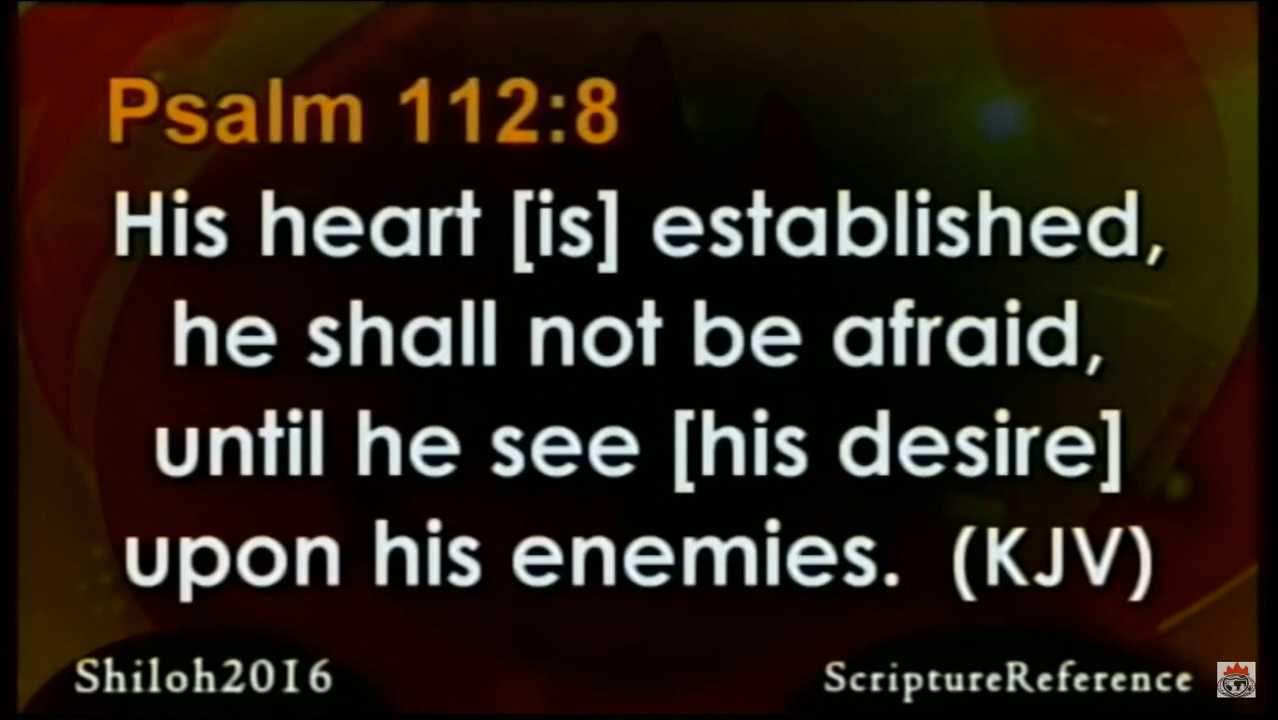 Psalm 112:8
His heart [is] established,
he shall not be afraid,
until he see [his desire]
upon his enemies. (KJV)
Shiloh2016
ScriptureReference